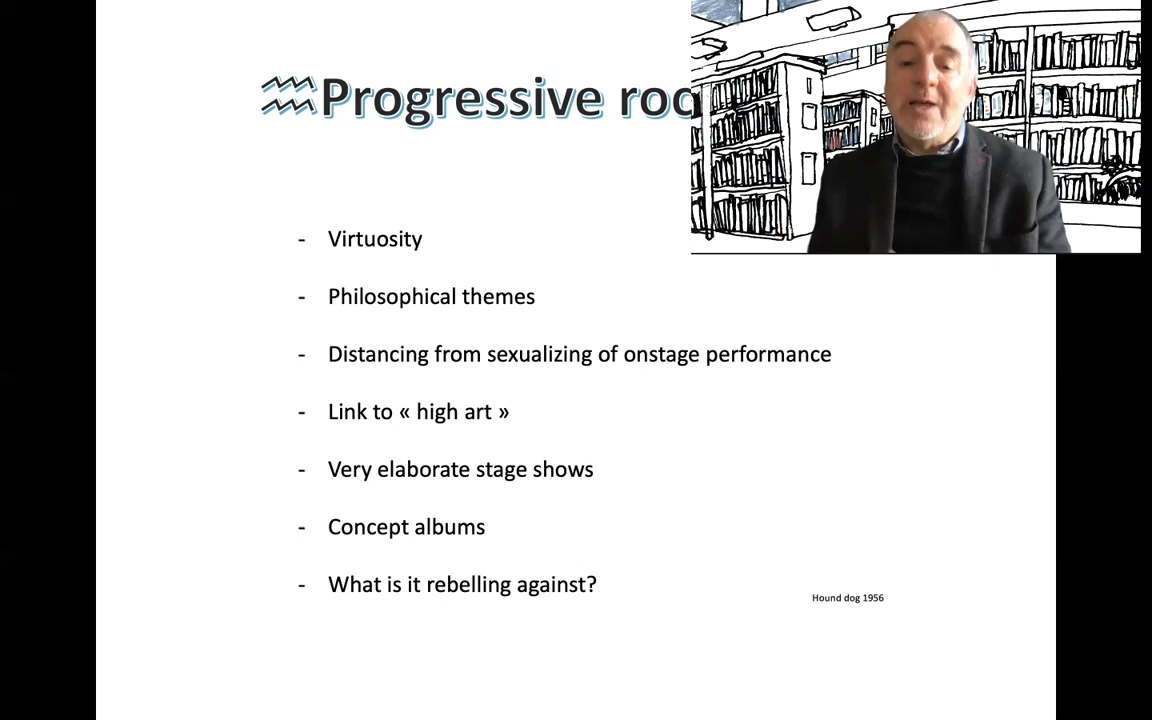 Progressive roc
- Virtuosity
- Philosophical themes
- Distancing from sexualizing of onstage performance
- Link to « high art »
- Very elaborate stage shows
- Concept albums
- What is it rebelling against?
Hound dog 1956